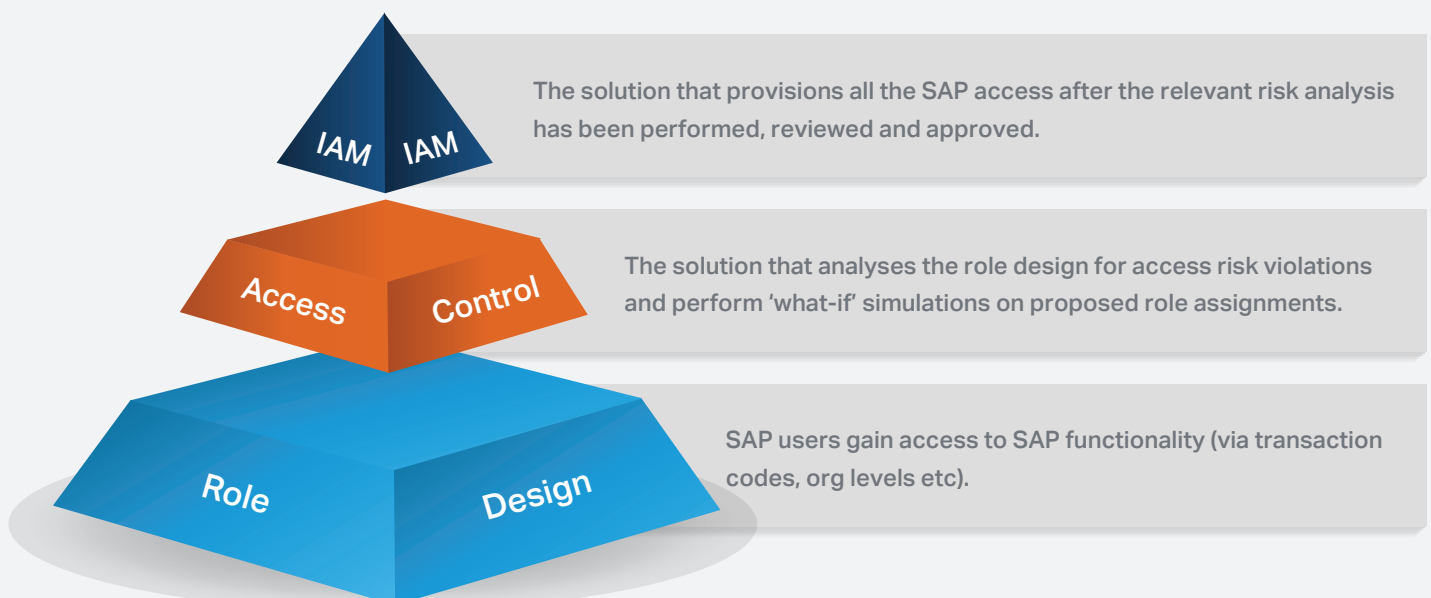 IAM IAM
The solution that provisions all the SAP access after the relevant risk analysis
has been performed, reviewed and approved.
Access Control
The solution that analyses the role design for access risk violations
and perform ‘what-if’ simulations on proposed role assignments.
Role Design
SAP users gain access to SAP functionality (via transaction
codes, org levels etc).